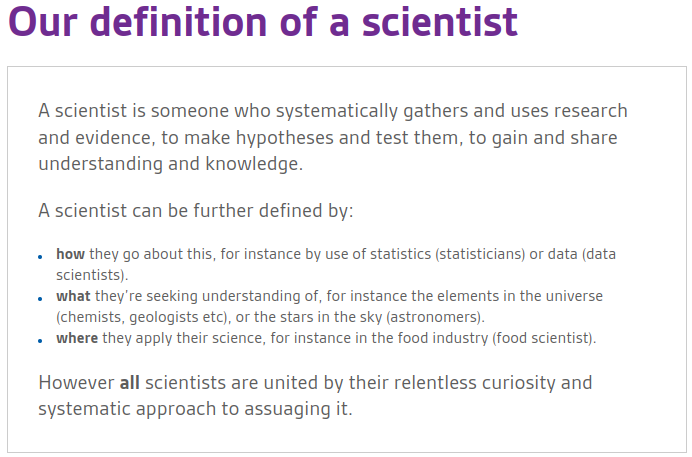 Our definition of a scientist
A scientist is someone who systematically gathers and uses research
and evidence, to make hypotheses and test them, to gain and share
understanding and knowledge.
A scientist can be further defined by:
how they go about this, for instance by use of statistics (statisticians) or data (data
scientists).
what they're seeking understanding of, for instance the elements in the universe
(chemists, geologists etc), or the stars in the sky (astronomers).
where they apply their science, for instance in the food industry (food scientist).
However all scientists are united by their relentless curiosity and
systematic approach to assuaging it.